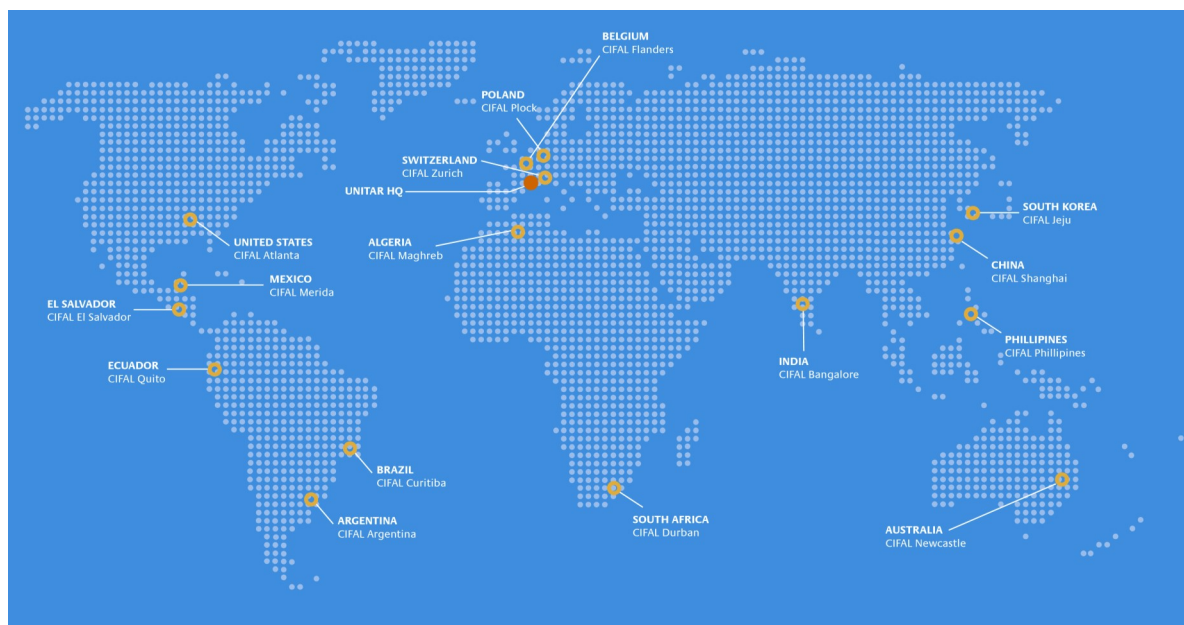 BELGIUM
CIFAL Flanders
POLAND
CIFAL Plock
SWITZERLAND
CIFAL Zurich
UNITAR HQ
SOUTH KOREA
CIFAL Jeju
UNITED STATES
CIFAL Atlanta
ALGERIA
CIFAL Maghreb
CHINA
CIFAL Shanghai
MEXICO
CIFAL Merida
EL SALVADOR
CIFAL El Salvador
PHILLIPINES
CIFAL Phillipines
INDIA
CIFAL Bangalore
ECUADOR
CIFAL Quito
BRAZIL
CIFAL Curitiba
ARGENTINA
CIFAL Argentina
SOUTH AFRICA
CIFAL Durban
AUSTRALIA
CIFAL Newcastle